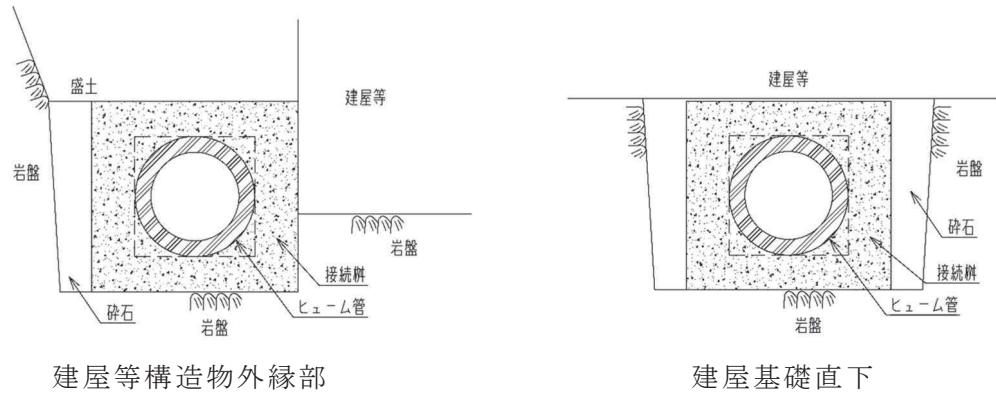 盛土
建屋等
岩盤
岩盤
接続桝
ヒューム管
砕石
岩盤
建屋等構造物外縁部
建屋等
岩盤
砕石
接続桝
ヒューム管
岩盤
建屋基礎直下